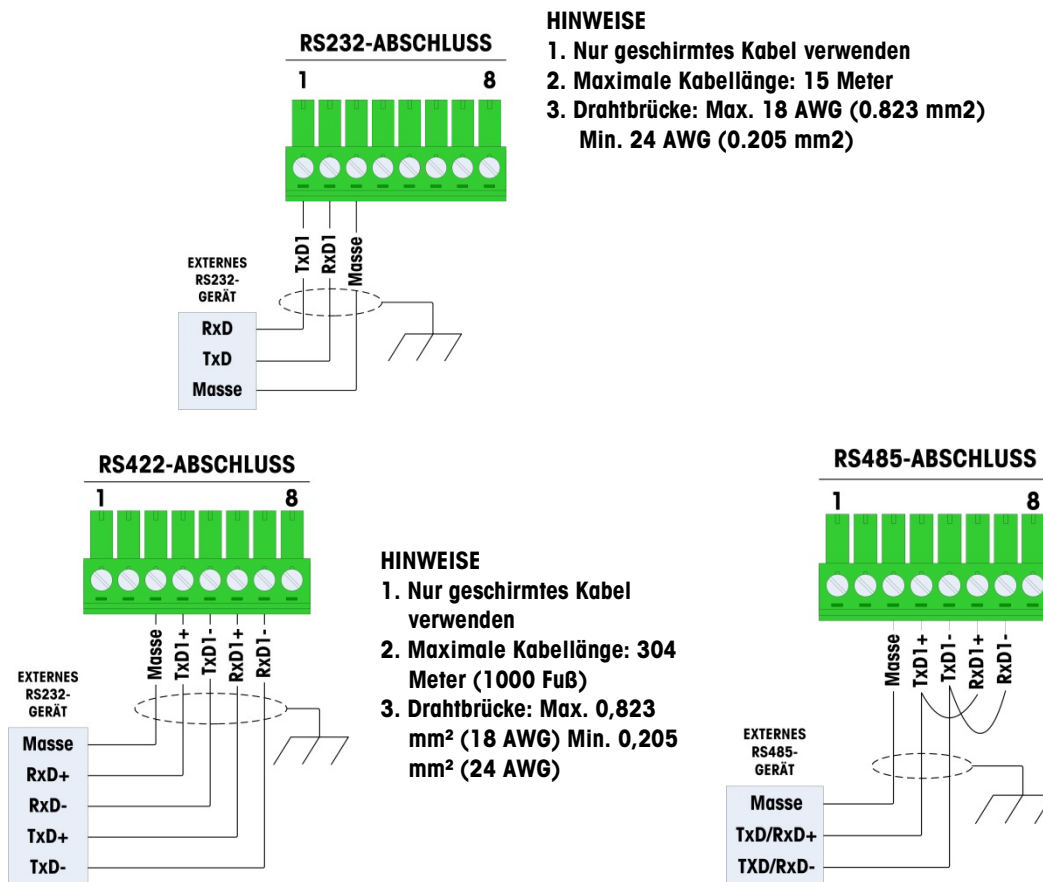 RS232-ABSCHLUSS
1 8
TxD1
RxD1
Masse
EXTERNES
RS232-
GERÄT
RxD
TxD
Masse
HINWEISE
1. Nur geschirmtes Kabel verwenden
2. Maximale Kabellänge: 15 Meter
3. Drahtbrücke: Max. 18 AWG (0.823 mm2)
Min. 24 AWG (0.205 mm2)
RS422-ABSCHLUSS
1 8
Masse
TxD1+
TxD1-
RxD1+
RxD1-
EXTERNES
RS232-
GERÄT
Masse
RxD+
RxD-
TxD+
TxD-
HINWEISE
1. Nur geschirmtes Kabel
verwenden
2. Maximale Kabellänge: 304
Meter (1000 Fuß)
3. Drahtbrücke: Max. 0,823
mm² (18 AWG) Min. 0,205
mm² (24 AWG)
RS485-ABSCHLUSS
1 8
Masse
TxD1+
TxD1-
RxD1+
RxD1-
EXTERNES
RS485-
GERÄT
Masse
TxD/RxD+
TXD/RxD-